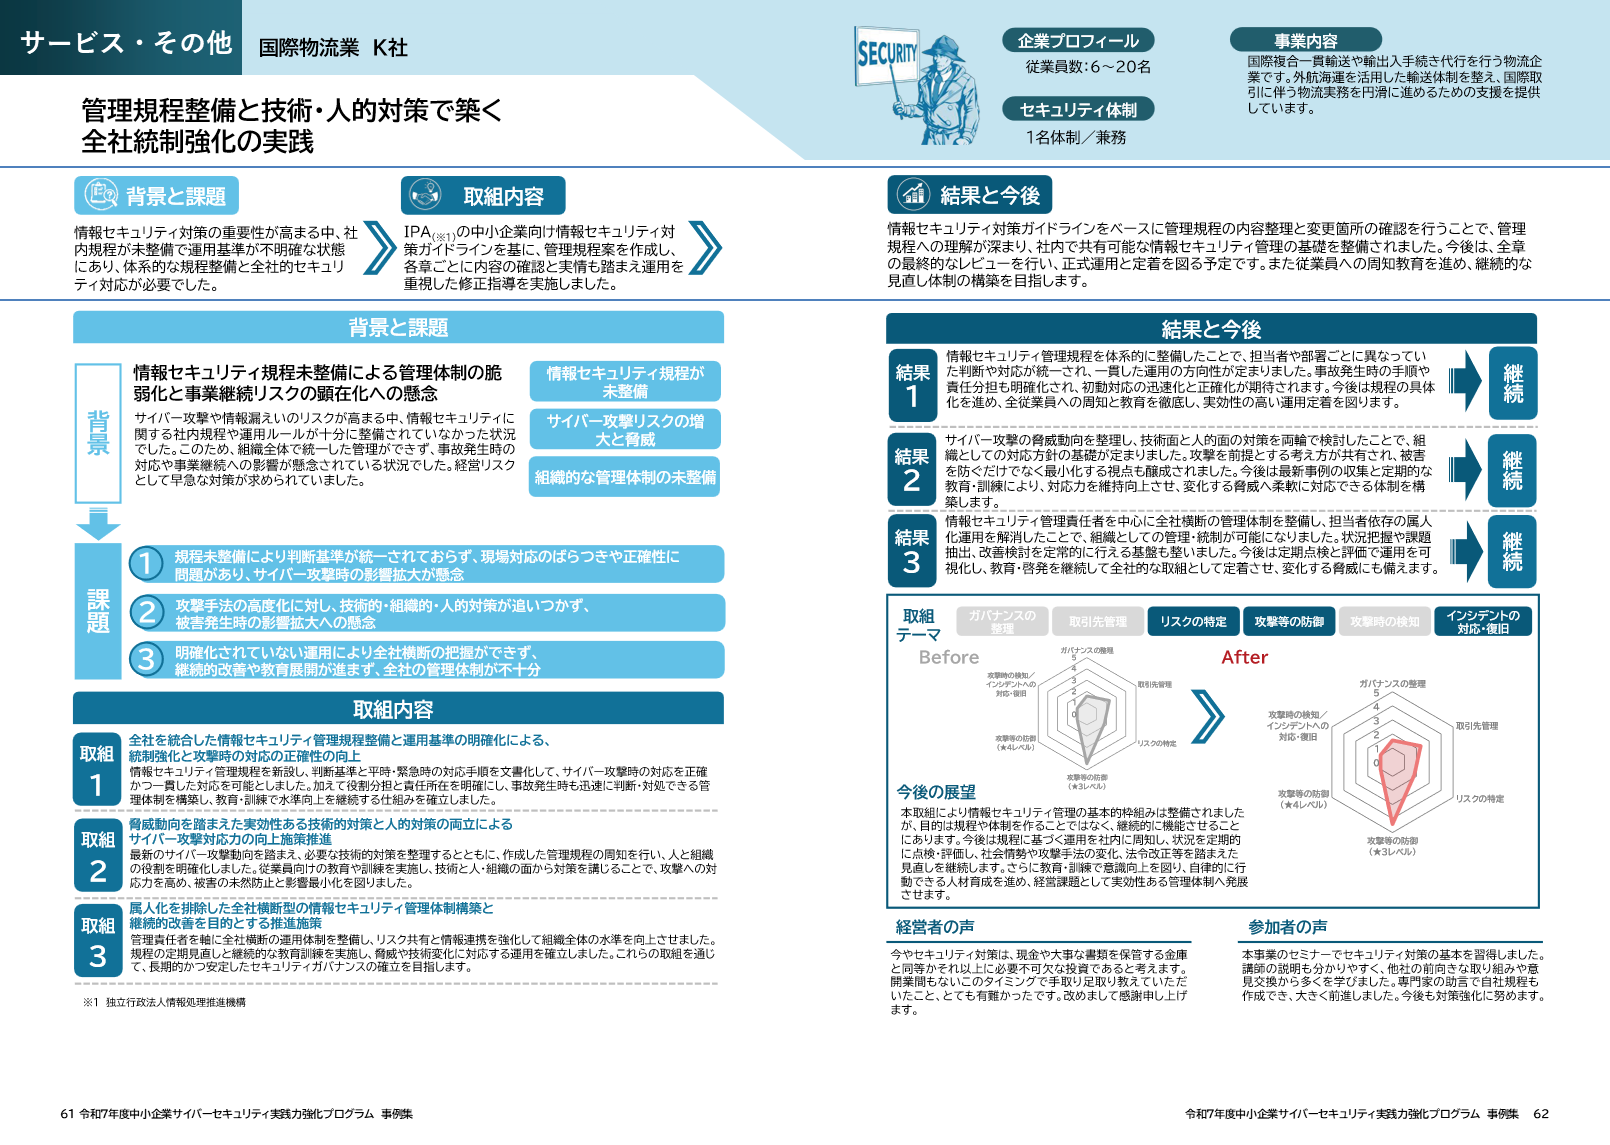 サービス・その他
国際物流業 K社
管理規程整備と技術・人的対策で築く
全社統制強化の実践
SECURITY
企業プロフィール
従業員数：6～20名
セキュリティ体制
1名体制／兼務
事業内容
国際複合一貫輸送や輸出入手続き代行を行う物流企
業です。外航海運を活用した輸送体制を整え、国際取
引に伴う物流実務を円滑に進めるための支援を提供
しています。
背景と課題
情報セキュリティ対策の重要性が高まる中、社
内規程が未整備で運用基準が不明確な状態
にあり、体系的な規程整備と全社的セキュリ
ティ対応が必要でした。
取組内容
IPA(※1)の中小企業向け情報セキュリティ対
策ガイドラインを基に、管理規程案を作成し、
各章ごとに内容の確認と実情も踏まえ運用を
重視した修正指導を実施しました。
結果と今後
情報セキュリティ対策ガイドラインをベースに管理規程の内容整理と変更箇所の確認を行うことで、管理
規程への理解が深まり、社内で共有可能な情報セキュリティ管理の基礎を整備されました。今後は、全章
の最終的なレビューを行い、正式運用と定着を図る予定です。また従業員への周知教育を進め、継続的な
見直し体制の構築を目指します。
背景と課題
背景
情報セキュリティ規程未整備による管理体制の脆
弱化と事業継続リスクの顕在化への懸念
サイバー攻撃や情報漏えいのリスクが高まる中、情報セキュリティに
関する社内規程や運用ルールが十分に整備されていなかった状況
でした。このため、組織全体で統一した管理ができず、事故発生時の
対応や事業継続への影響が懸念されている状況でした。経営リスク
として早急な対策が求められていました。
情報セキュリティ規程が
未整備
サイバー攻撃リスクの増
大と脅威
組織的な管理体制の未整備
課題
1 規程未整備により判断基準が統一されておらず、現場対応のばらつきや正確性に
問題があり、サイバー攻撃時の影響拡大が懸念
2 攻撃手法の高度化に対し、技術的・組織的・人的対策が追いつかず、
被害発生時の影響拡大への懸念
3 明確化されていない運用により全社横断の把握ができず、
継続的改善や教育展開が進まず、全社の管理体制が不十分
取組内容
取組
1
全社を統合した情報セキュリティ管理規程整備と運用基準の明確化による、
統制強化と攻撃時の対応の正確性の向上
情報セキュリティ管理規程を新設し、判断基準と平時・緊急時の対応手順を文書化して、サイバー攻撃時の対応を正確
かつ一貫した対応を可能としました。加えて役割分担と責任所在を明確にし、事故発生時も迅速に判断・対処できる管
理体制を構築し、教育・訓練で水準向上を継続する仕組みを確立しました。
取組
2
脅威動向を踏まえた実効性ある技術的対策と人的対策の両立による
サイバー攻撃対応力の向上施策推進
最新のサイバー攻撃動向を踏まえ、必要な技術的対策を整理するとともに、作成した管理規程の周知を行い、人と組織
の役割を明確化しました。従業員向けの教育や訓練を実施し、技術と人・組織の面から対策を講じることで、攻撃への対
応力を高め、被害の未然防止と影響最小化を図りました。
取組
3
属人化を排除した全社横断型の情報セキュリティ管理体制構築と
継続的改善を目的とする推進施策
管理責任者を軸に全社横断の運用体制を整備し、リスク共有と情報連携を強化して組織全体の水準を向上させました。
規程の定期見直しと継続的な教育訓練を実施し、脅威や技術変化に対応する運用を確立しました。これらの取組を通じ
て、長期的かつ安定したセキュリティガバナンスの確立を目指します。
※1 独立行政法人情報処理推進機構
結果と今後
結果
1
情報セキュリティ管理規程を体系的に整備したことで、担当者や部署ごとに異なってい
た判断や対応が統一され、一貫した運用の方向性が定まりました。事故発生時の手順や
責任分担も明確化され、初動対応の迅速化と正確化が期待されます。今後は規程の具体
化を進め、全従業員への周知と教育を徹底し、実効性の高い運用定着を図ります。
継続
結果
2
サイバー攻撃の脅威動向を整理し、技術面と人的面の対策を両輪で検討したことで、組
織としての対応方針の基礎が定まりました。攻撃を前提とする考え方が共有され、被害
を防ぐだけでなく最小化する視点も醸成されました。今後は最新事例の収集と定期的な
教育・訓練により、対応力を維持向上させ、変化する脅威へ柔軟に対応できる体制を構
築します。
継続
結果
3
情報セキュリティ管理責任者を中心に全社横断の管理体制を整備し、担当者依存の属人
化運用を解消したことで、組織としての管理・統制が可能になりました。状況把握や課題
抽出、改善検討を定常的に行える基盤も整いました。今後は定期点検と評価で運用を可
視化し、教育・啓発を継続して全社的な取組として定着させ、変化する脅威にも備えます。
継続
取組
テーマ
ガバナンスの
整理
取引先管理
リスクの特定
攻撃等の防御
攻撃時の検知
インシデントの
対応・復旧
Before
ガバナンスの整理
5
4
3
2
1
0
取引先管理
リスクの特定
攻撃等の防御
(★3レベル)
攻撃等の防御
(★4レベル)
攻撃時の検知／
インシデントへの
対応・復旧
After
ガバナンスの整理
5
4
3
2
1
0
取引先管理
リスクの特定
攻撃等の防御
(★3レベル)
攻撃等の防御
(★4レベル)
攻撃時の検知／
インシデントへの
対応・復旧
今後の展望
本取組により情報セキュリティ管理の基本的枠組みは整備されました
が、目的は規程や体制を作ることではなく、継続的に機能させること
にあります。今後は規程に基づく運用を社内に周知し、状況を定期的
に点検・評価し、社会情勢や攻撃手法の変化、法令改正等を踏まえた
見直しを継続します。さらに教育・訓練で意識向上を図り、自律的に行
動できる人材育成を進め、経営課題として実効性ある管理体制へ発展
させます。
経営者の声
今やセキュリティ対策は、現金や大事な書類を保管する金庫
と同等かそれ以上に必要不可欠な投資であると考えます。
開業間もないこのタイミングで手取り足取り教えていただ
いたこと、とても有難かったです。改めまして感謝申し上げ
ます。
参加者の声
本事業のセミナーでセキュリティ対策の基本を習得しました。
講師の説明も分かりやすく、他社の前向きな取り組みや意
見交換から多くを学びました。専門家の助言で自社規程も
作成でき、大きく前進しました。今後も対策強化に努めます。
61 令和7年度中小企業サイバーセキュリティ実践力強化プログラム 事例集
令和7年度中小企業サイバーセキュリティ実践力強化プログラム 事例集 62